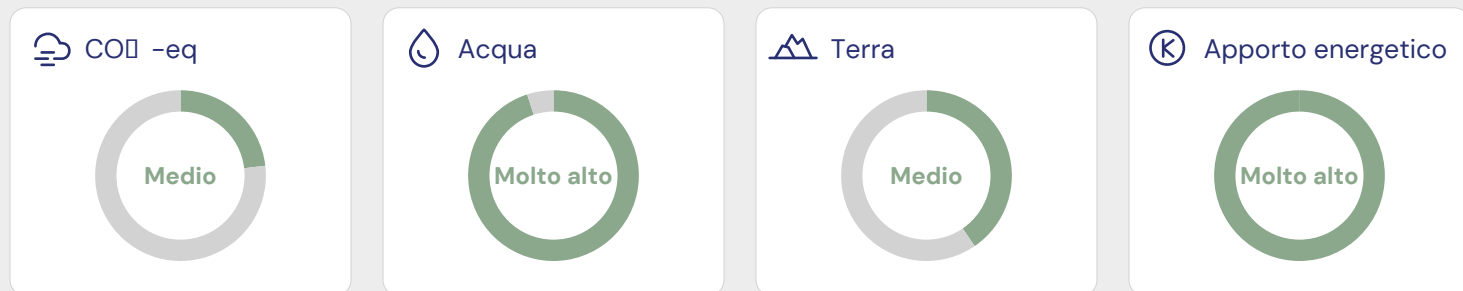 CO▯ -eq
Acqua
Terra
Apporto energetico
Medio
Molto alto
Medio
Molto alto